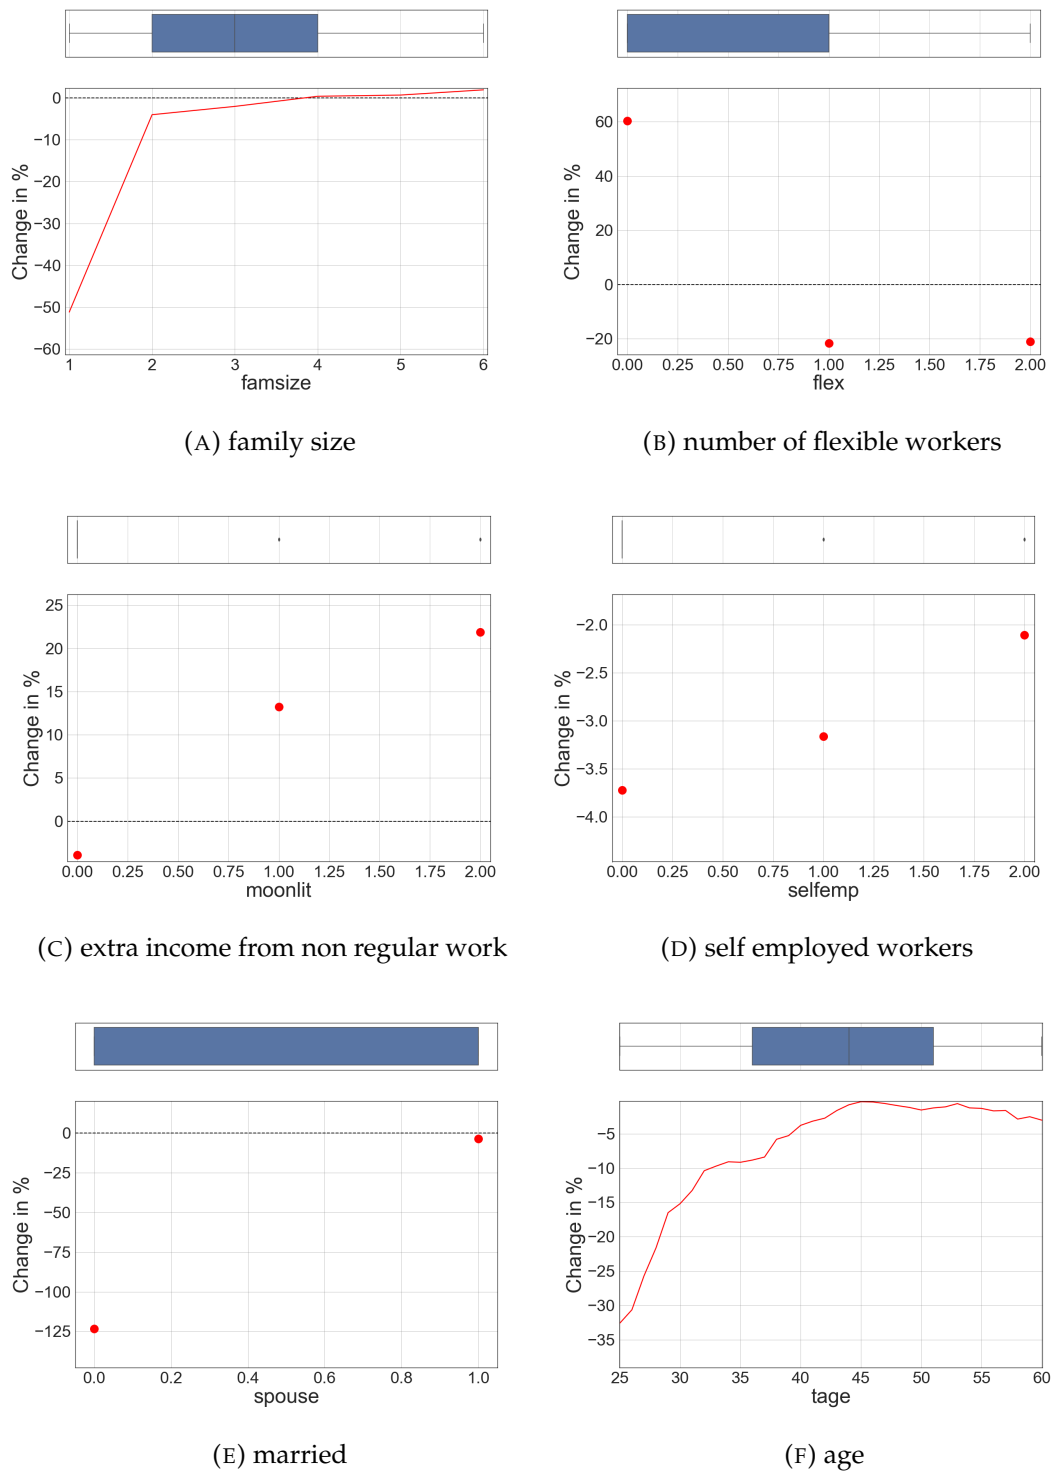 0
−10
−20
−30
−40
−50
−60
Change in %
1 2 3 4 5 6
famsize
(A) family size
60
40
20
0
−20
Change in %
0.00 0.25 0.50 0.75 1.00 1.25 1.50 1.75 2.00
flex
(B) number of flexible workers
25
20
15
10
5
0
Change in %
0.00 0.25 0.50 0.75 1.00 1.25 1.50 1.75 2.00
moonlit
(C) extra income from non regular work
−2.0
−2.5
−3.0
−3.5
−4.0
Change in %
0.00 0.25 0.50 0.75 1.00 1.25 1.50 1.75 2.00
selfemp
(D) self employed workers
0
−25
−50
−75
−100
−125
Change in %
0.0 0.2 0.4 0.6 0.8 1.0
spouse
(E) married
−5
−10
−15
−20
−25
−30
−35
Change in %
25 30 35 40 45 50 55 60
tage
(F) age